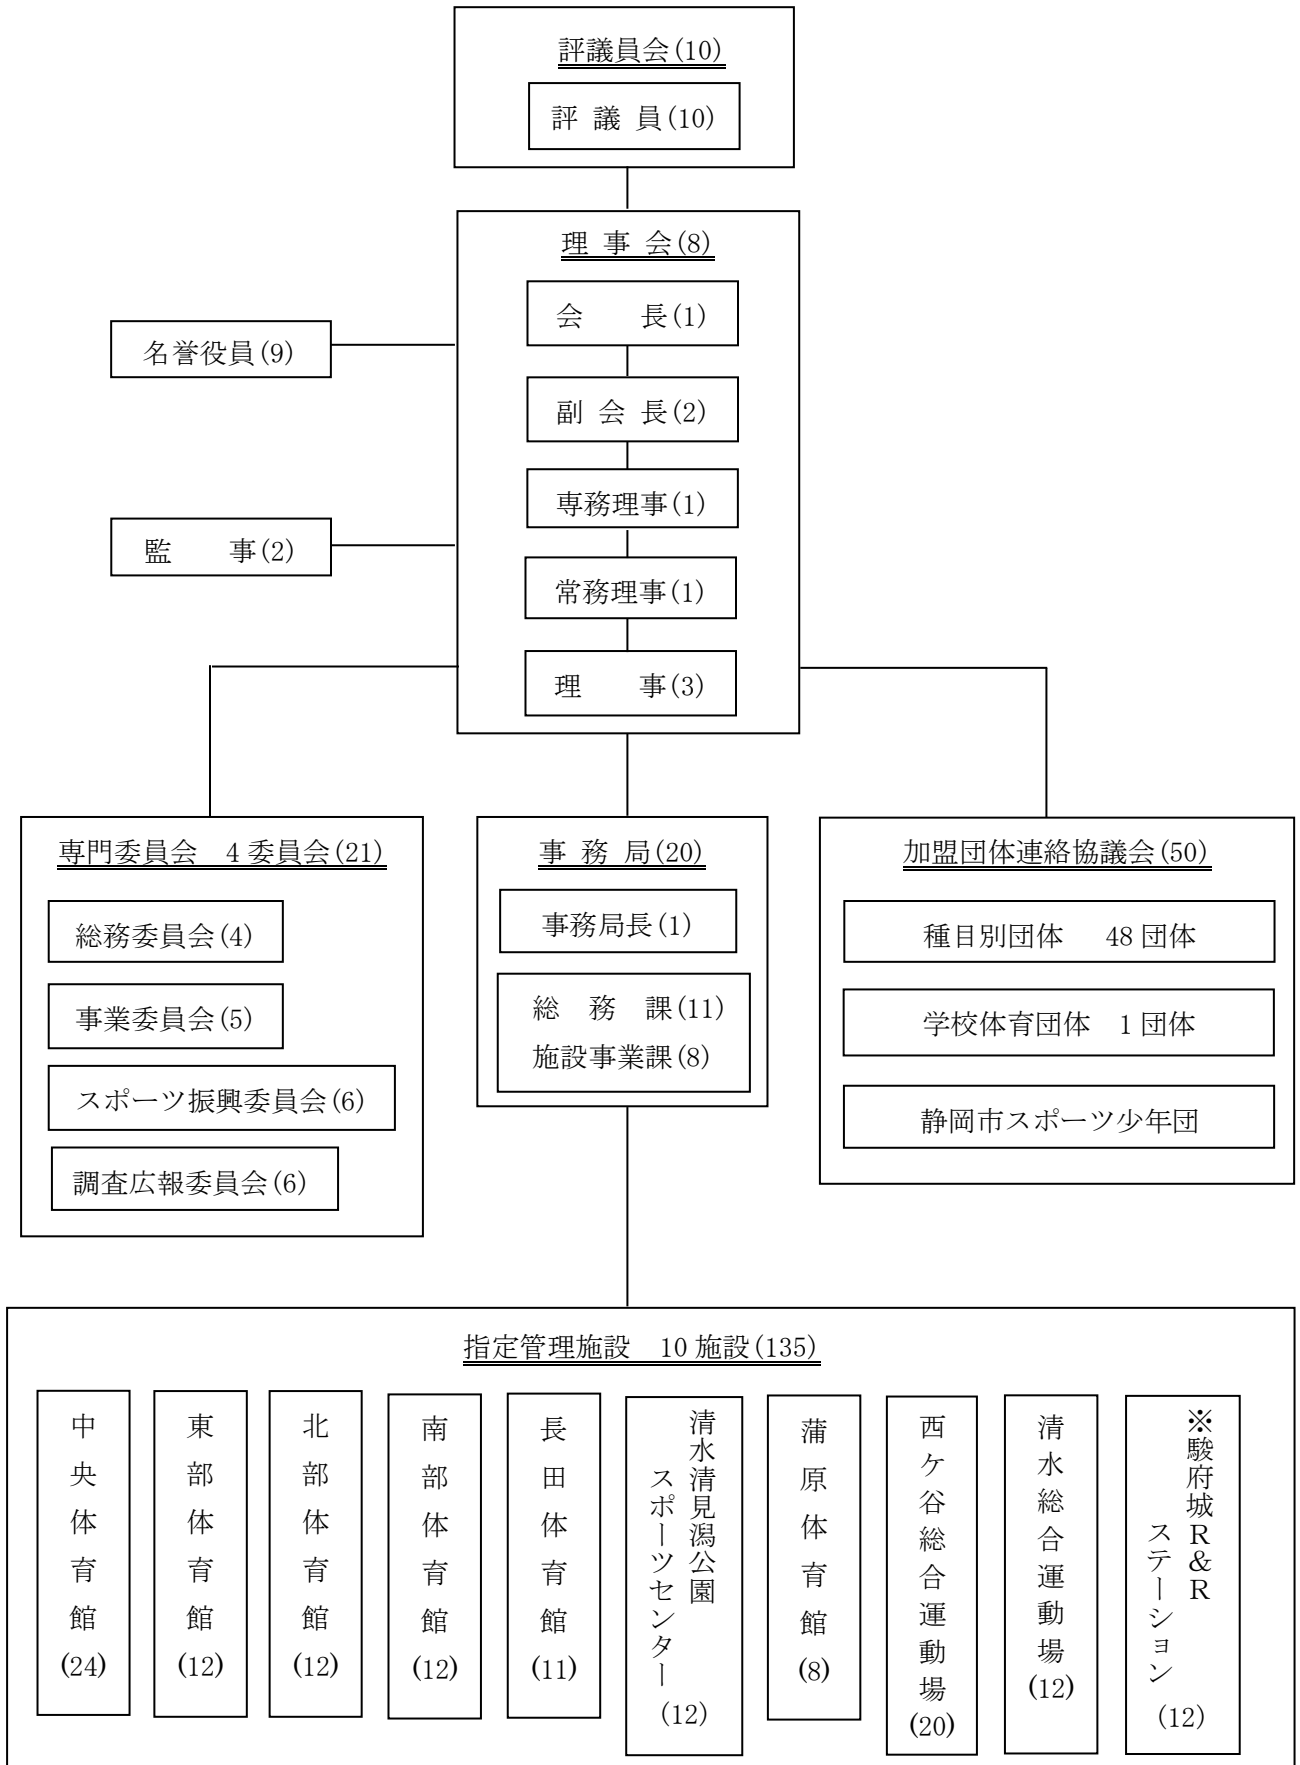 評議員会(10)
評 議 員(10)
理 事 会(8)
会　　長(1)
名誉役員(9)
副 会 長(2)
専務理事(1)
監　　事(2)
常務理事(1)
理　　事(3)
専門委員会　4 委員会(21)
総務委員会(4)
事業委員会(5)
スポーツ振興委員会(6)
調査広報委員会(6)
事 務 局(20)
事務局長(1)
総　務　課(11)
施設事業課(8)
加盟団体連絡協議会(50)
種目別団体　48 団体
学校体育団体　1 団体
静岡市スポーツ少年団
指定管理施設　10 施設(135)
中央体育館(24)
東部体育館(12)
北部体育館(12)
南部体育館(12)
長田体育館(11)
清水清見潟公園
スポーツセンター(12)
蒲原体育館(8)
西ケ谷総合運動場(20)
清水総合運動場(12)
※駿府城R&R
ステーション(12)